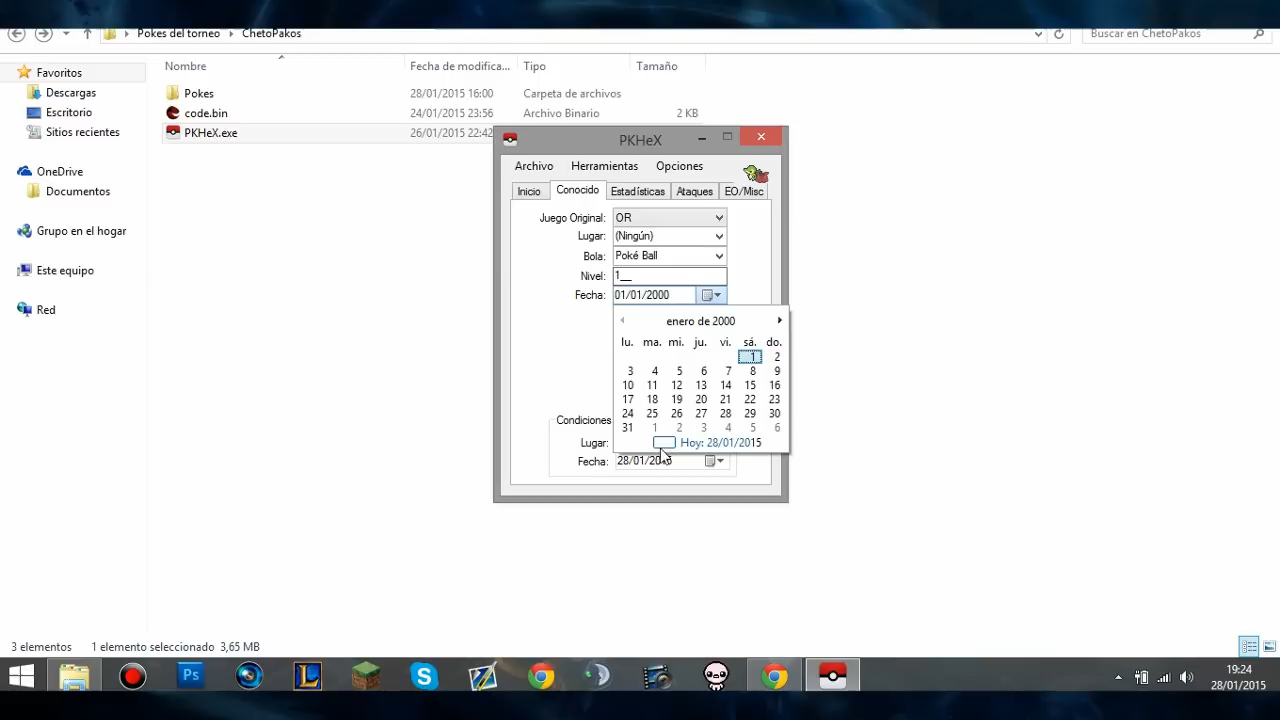 Pokes del torneo ChetoPakos Buscar en ChetoPakos
Nombre Fecha de modifica... Tipo Tamaño
Favoritos
Descargas
Escritorio
Sitios recientes
OneDrive
Documentos
Grupo en el hogar
Este equipo
Red
Pokes 28/01/2015 16:00 Carpeta de archivos
code.bin 24/01/2015 23:56 Archivo Binario 2 KB
PKHeX.exe 26/01/2015 22:42
PKHeX
Archivo Herramientas Opciones
Inicio Conocido Estadísticas Ataques EO/Misc
Juego Original: OR
Lugar: (Ningún)
Bola: Poké Ball
Nivel: 1__
Fecha: 01/01/2000
enero de 2000
lu. ma. mi. ju. vi. sá. do.
1 2
3 4 5 6 7 8 9
10 11 12 13 14 15 16
17 18 19 20 21 22 23
24 25 26 27 28 29 30
31 1 2 3 4 5 6
Hoy: 28/01/2015
Condiciones
Lugar:
Fecha: 28/01/2015
3 elementos 1 elemento seleccionado 3,65 MB
Ps
L
S
19:24
28/01/2015